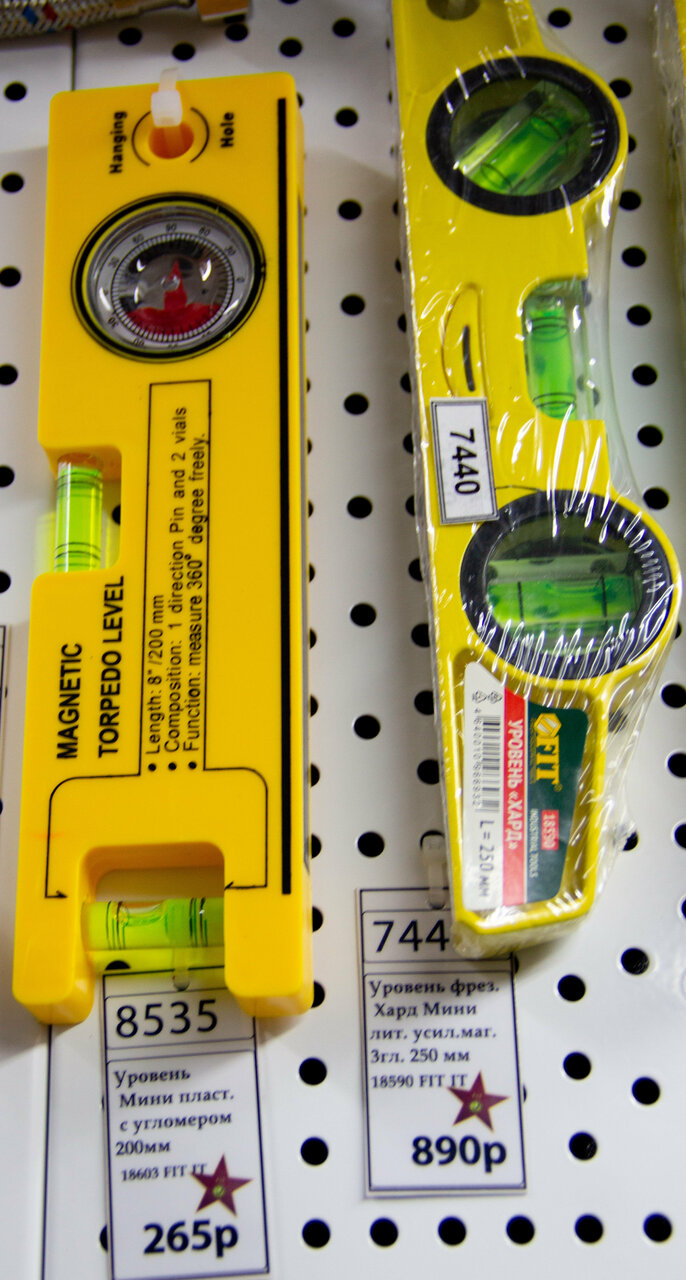 Hanging
Hole
MAGNETIC
TORPEDO LEVEL
• Length: 8"/200 mm
• Composition: 1 direction Pin and 2 vials
• Function: measure 360° degree freely.
8535
Уровень
Мини пласт.
с угломером
200мм
18603 FIT IT
265р
7440
FIT
18590
INDUSTRIAL TOOLS
УРОВЕНЬ «ХАРД»
L = 250 мм
744
Уровень фрез.
Хард Мини
лит. усил.маг.
3гл. 250 мм
18590 FIT IT
890р